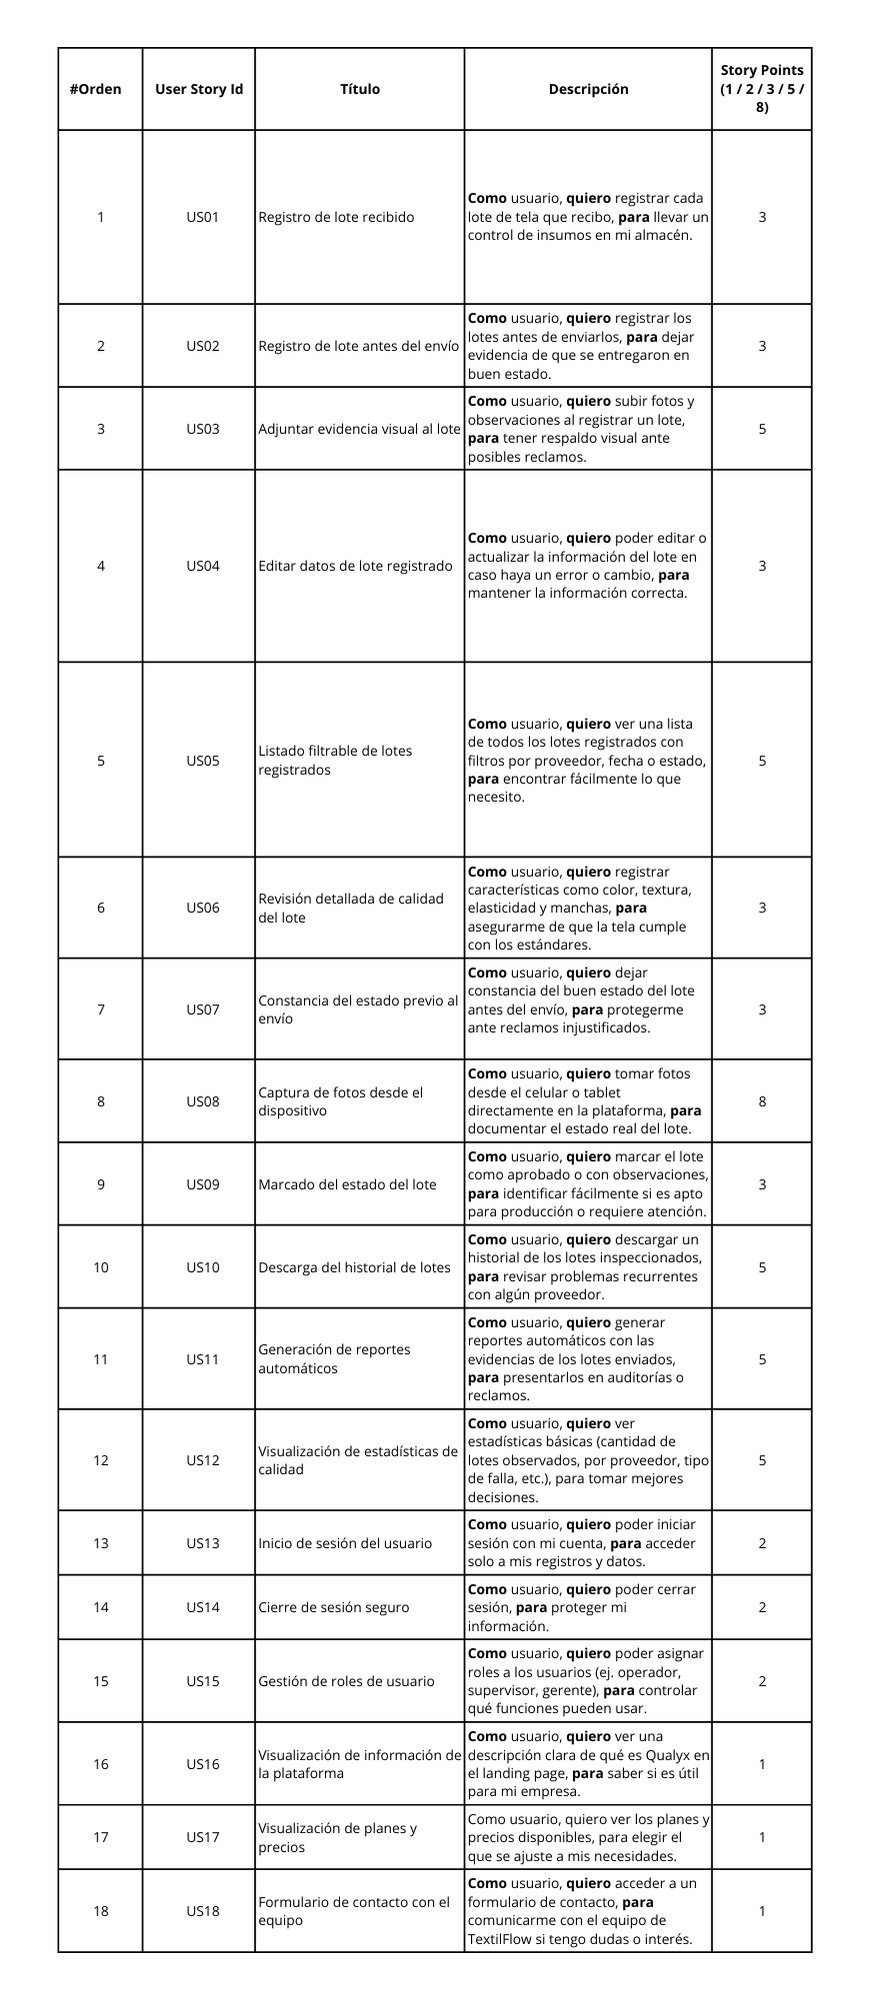 #Orden
User Story Id
Título
Descripción
Story Points
(1 / 2 / 3 / 5 /
8)
1
US01
Registro de lote recibido
Como usuario, quiero registrar cada
lote de tela que recibo, para llevar un
control de insumos en mi almacén.
3
2
US02
Registro de lote antes del envío
Como usuario, quiero registrar los
lotes antes de enviarlos, para dejar
evidencia de que se entregaron en
buen estado.
3
3
US03
Adjuntar evidencia visual al lote
Como usuario, quiero subir fotos y
observaciones al registrar un lote,
para tener respaldo visual ante
posibles reclamos.
5
4
US04
Editar datos de lote registrado
Como usuario, quiero poder editar o
actualizar la información del lote en
caso haya un error o cambio, para
mantener la información correcta.
3
5
US05
Listado filtrable de lotes
registrados
Como usuario, quiero ver una lista
de todos los lotes registrados con
filtros por proveedor, fecha o estado,
para encontrar fácilmente lo que
necesito.
5
6
US06
Revisión detallada de calidad
del lote
Como usuario, quiero registrar
características como color, textura,
elasticidad y manchas, para
asegurarme de que la tela cumple
con los estándares.
3
7
US07
Constancia del estado previo al
envío
Como usuario, quiero dejar
constancia del buen estado del lote
antes del envío, para protegerme
ante reclamos injustificados.
3
8
US08
Captura de fotos desde el
dispositivo
Como usuario, quiero tomar fotos
desde el celular o tablet
directamente en la plataforma, para
documentar el estado real del lote.
8
9
US09
Marcado del estado del lote
Como usuario, quiero marcar el lote
como aprobado o con observaciones,
para identificar fácilmente si es apto
para producción o requiere atención.
3
10
US10
Descarga del historial de lotes
Como usuario, quiero descargar un
historial de los lotes inspeccionados,
para revisar problemas recurrentes
con algún proveedor.
5
11
US11
Generación de reportes
automáticos
Como usuario, quiero generar
reportes automáticos con las
evidencias de los lotes enviados,
para presentarlos en auditorías o
reclamos.
5
12
US12
Visualización de estadísticas de
calidad
Como usuario, quiero ver
estadísticas básicas (cantidad de
lotes observados, por proveedor, tipo
de falla, etc.), para tomar mejores
decisiones.
5
13
US13
Inicio de sesión del usuario
Como usuario, quiero poder iniciar
sesión con mi cuenta, para acceder
solo a mis registros y datos.
2
14
US14
Cierre de sesión seguro
Como usuario, quiero poder cerrar
sesión, para proteger mi
información.
2
15
US15
Gestión de roles de usuario
Como usuario, quiero poder asignar
roles a los usuarios (ej. operador,
supervisor, gerente), para controlar
qué funciones pueden usar.
2
16
US16
Visualización de información de
la plataforma
Como usuario, quiero ver una
descripción clara de qué es Qualyx en
el landing page, para saber si es útil
para mi empresa.
1
17
US17
Visualización de planes y
precios
Como usuario, quiero ver los planes y
precios disponibles, para elegir el
que se ajuste a mis necesidades.
1
18
US18
Formulario de contacto con el
equipo
Como usuario, quiero acceder a un
formulario de contacto, para
comunicarme con el equipo de
TextilFlow si tengo dudas o interés.
1